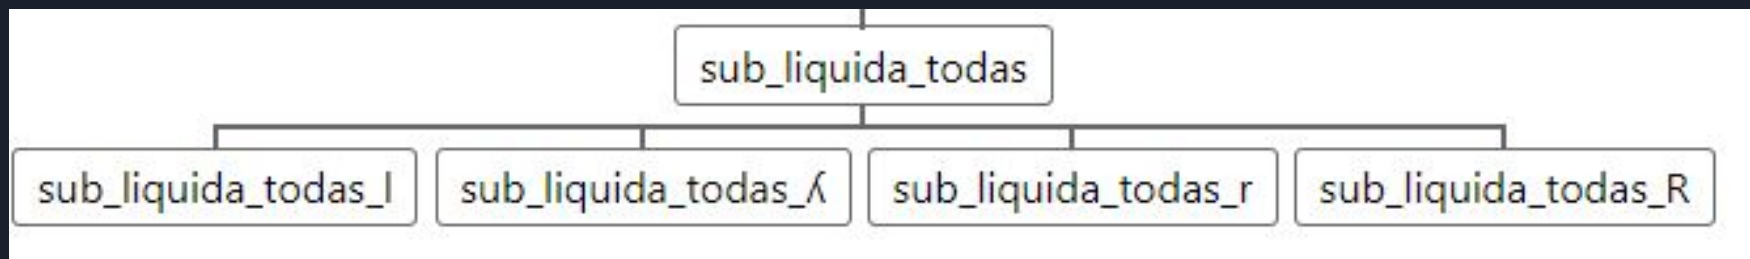 sub_liquida_todas
sub_liquida_todas_l
sub_liquida_todas_ʎ
sub_liquida_todas_r
sub_liquida_todas_R